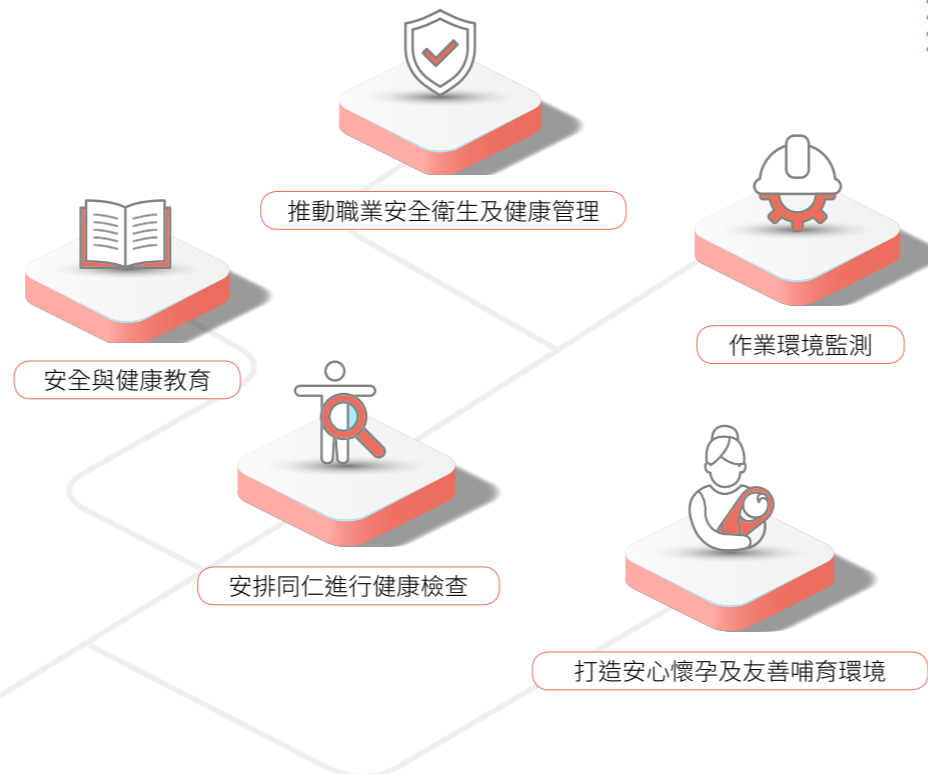 推動職業安全衛生及健康管理
作業環境監測
安全與健康教育
安排同仁進行健康檢查
打造安心懷孕及友善哺育環境